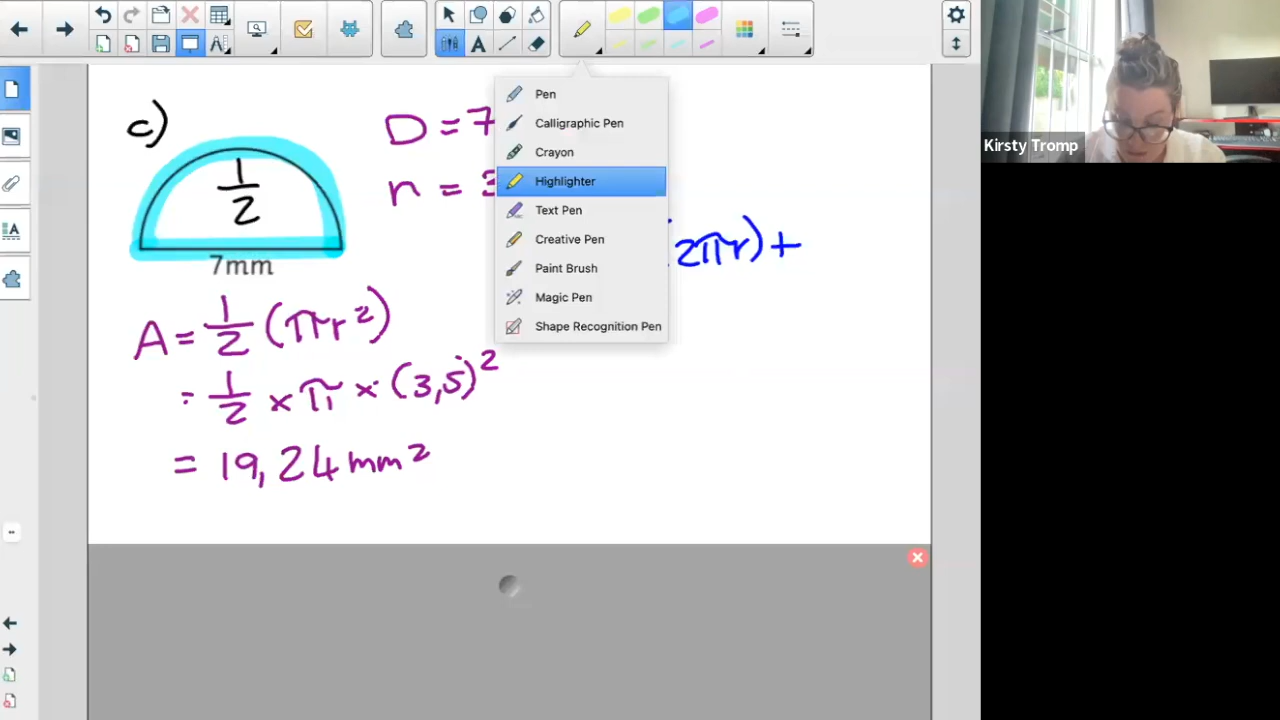 Kirsty Tromp
Pen
Calligraphic Pen
Crayon
Highlighter
Text Pen
Creative Pen
Paint Brush
Magic Pen
Shape Recognition Pen
c)
D = 7
1/2
r = 3
2πr) +
7mm
A = 1/2 (πr²)
= 1/2 × π × (3,5)²
= 19,24 mm²